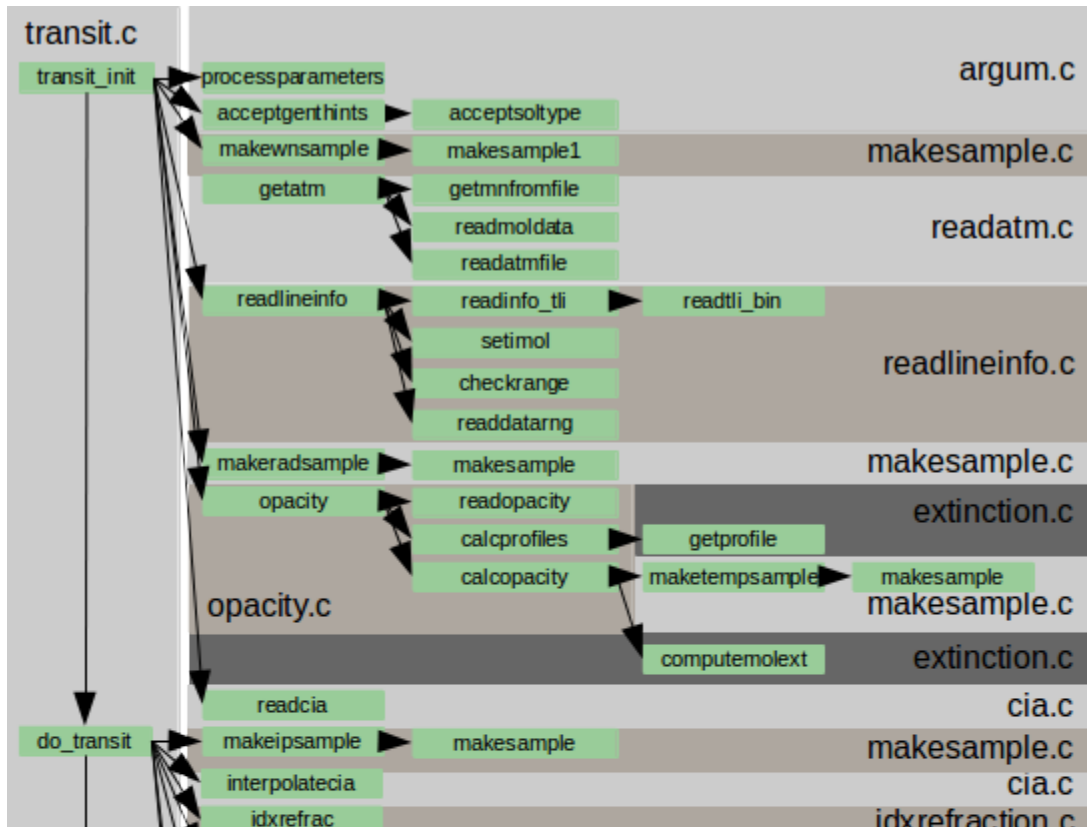 transit.c
transit_init
processparameters
argum.c
acceptgenthints
acceptsoltype
makewnsample
makesample1
makesample.c
getatm
getmnfromfile
readmoldata
readatm.c
readatmfile
readlineinfo
readinfo_tli
readtli_bin
setimol
readlineinfo.c
checkrange
readdatarng
makeradsample
makesample
makesample.c
opacity
readopacity
extinction.c
calcprofiles
getprofile
calcopacity
maketempsample
makesample
opacity.c
makesample.c
computemolext
extinction.c
readcia
cia.c
do_transit
makeipsample
makesample
makesample.c
interpolatecia
cia.c
idxrefrac
idxrefraction.c